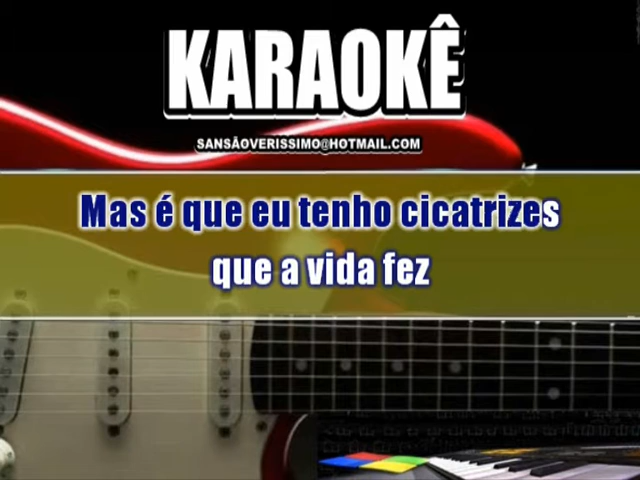 KARAOKÊ
SANSÃOVERISSIMO@HOTMAIL.COM
Mas é que eu tenho cicatrizes
que a vida fez